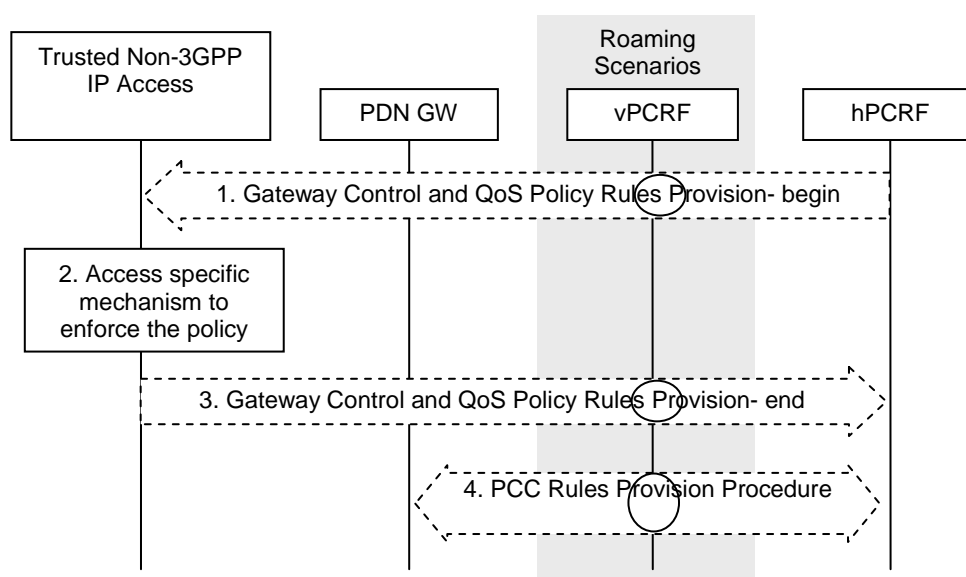 Roaming
Scenarios
Trusted Non-3GPP
IP Access
PDN GW
vPCRF
hPCRF
1. Gateway Control and QoS Policy Rules Provision- begin
2. Access specific
mechanism to
enforce the policy
3. Gateway Control and QoS Policy Rules Provision- end
4. PCC Rules Provision Procedure